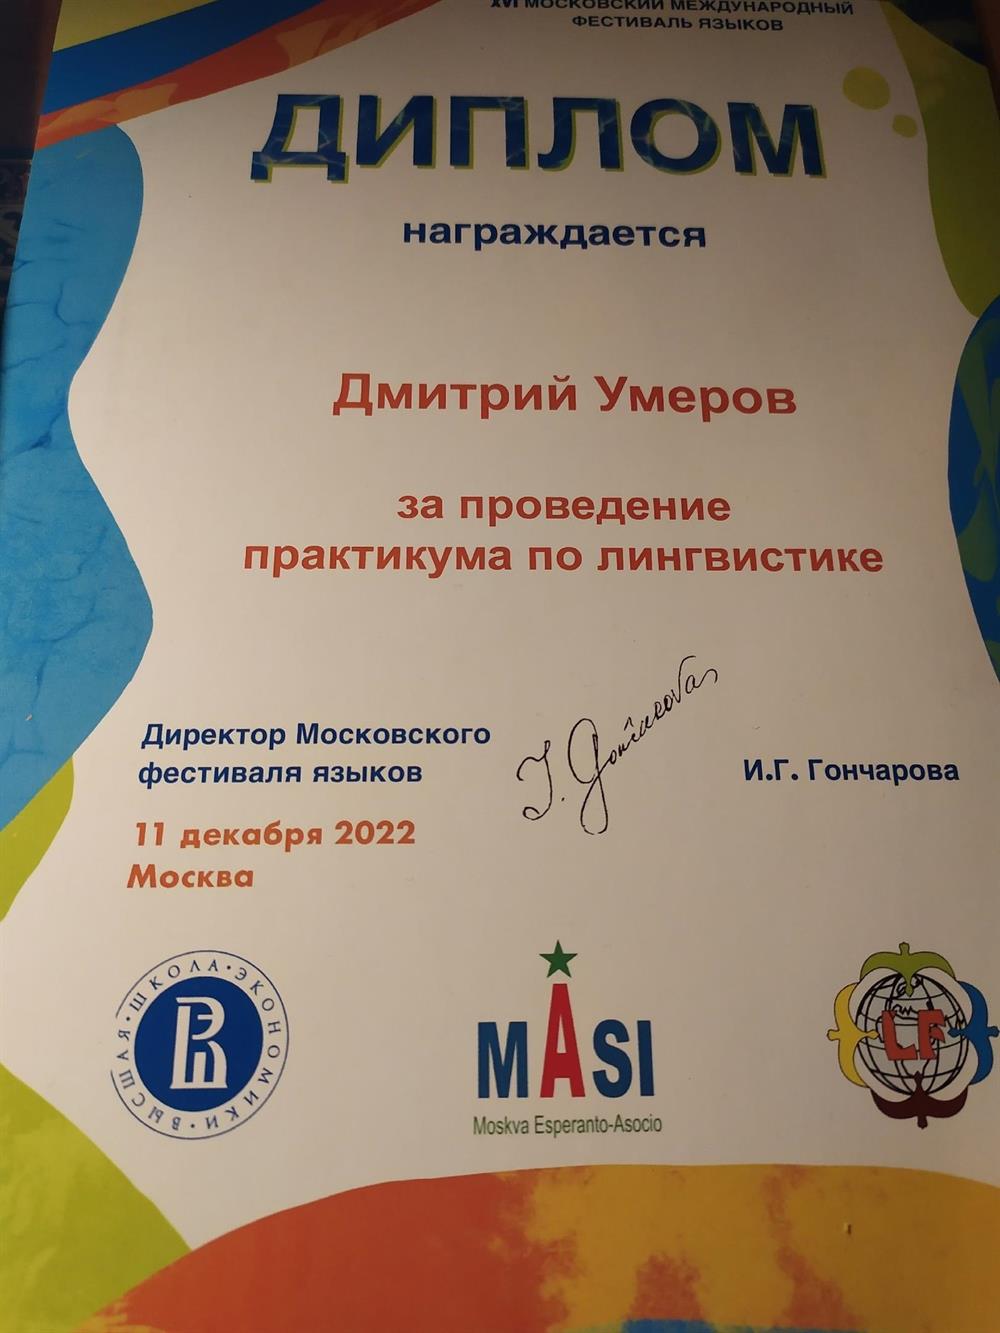 XVI МОСКОВСКИЙ МЕЖДУНАРОДНЫЙ
ФЕСТИВАЛЬ ЯЗЫКОВ
ДИПЛОМ
награждается
Дмитрий Умеров
за проведение
практикума по лингвистике
Директор Московского
фестиваля языков
I. Gončarova
И.Г. Гончарова
11 декабря 2022
Москва
ВЫСШАЯ · ШКОЛА · ЭКОНОМИКИ
MASI
Moskva Esperanto-Asocio
LF